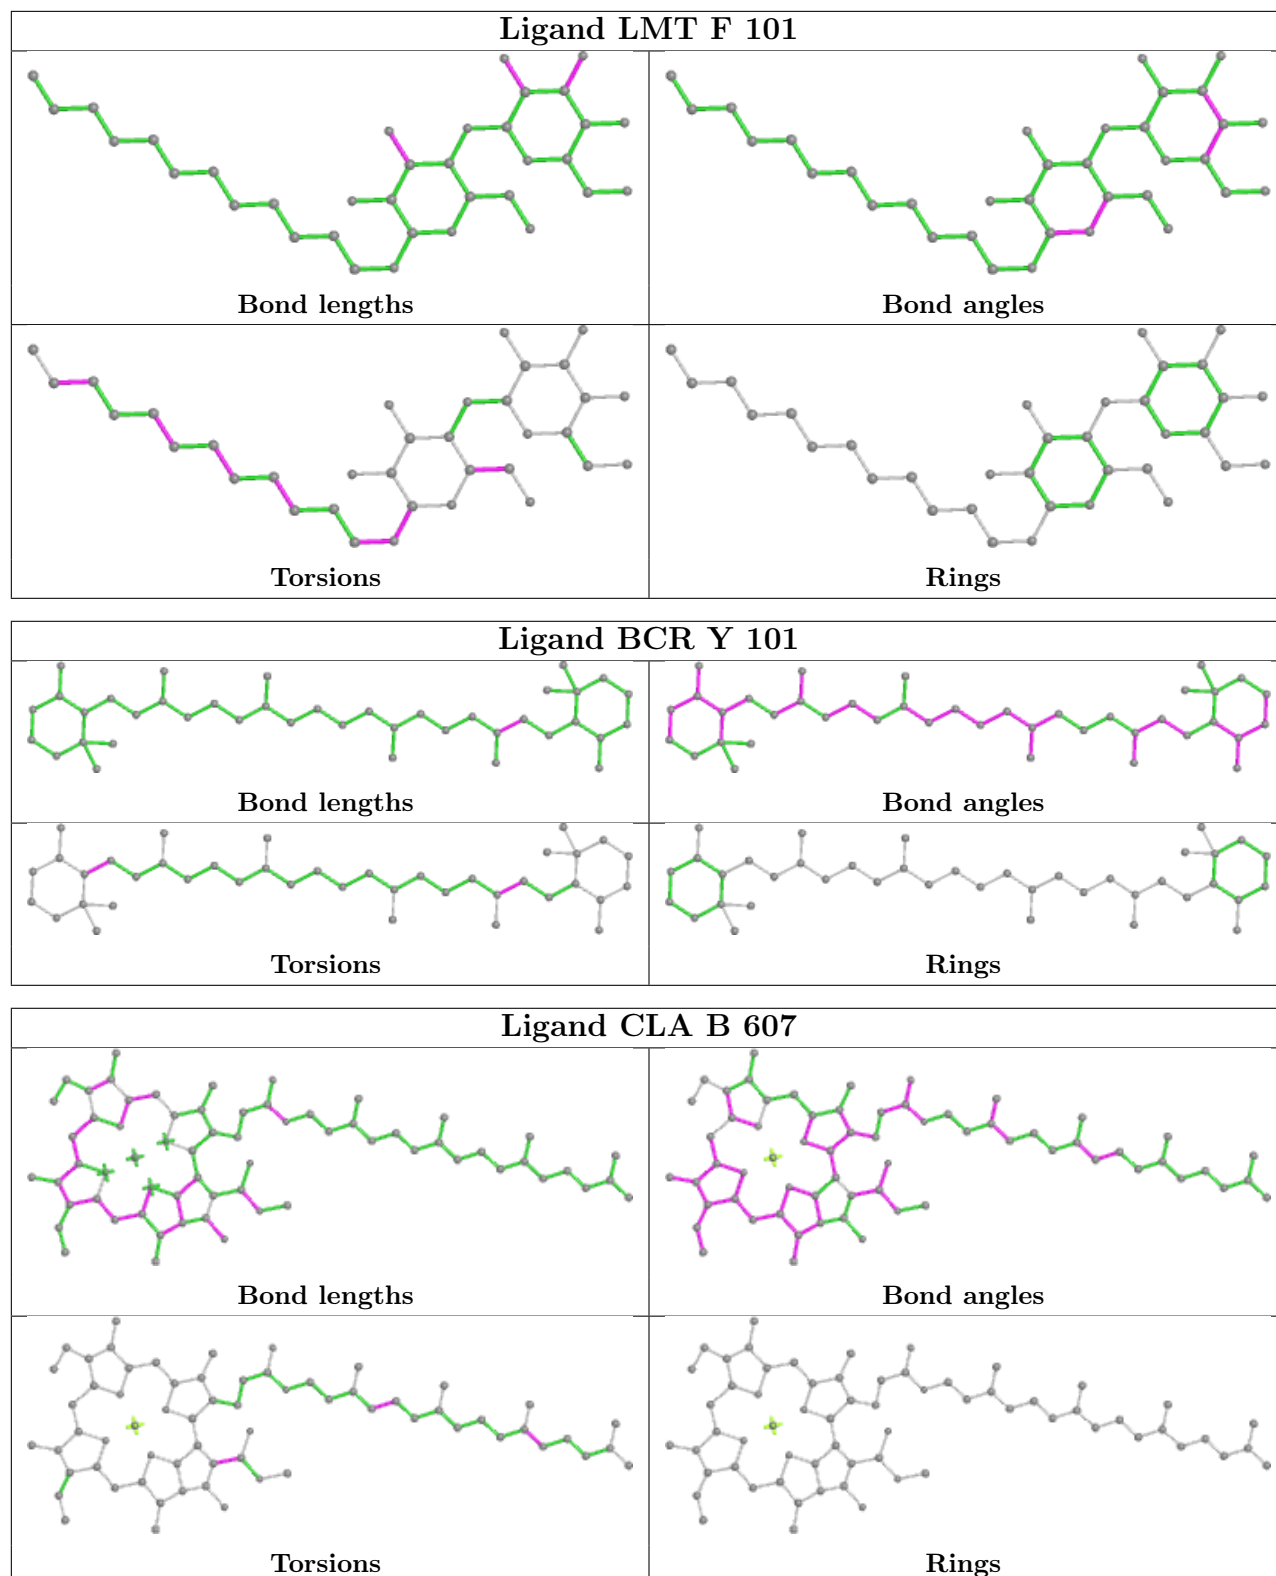 Ligand LMT F 101
Bond lengths
Bond angles
Torsions
Rings
Ligand BCR Y 101
Bond lengths
Bond angles
Torsions
Rings
Ligand CLA B 607
Bond lengths
Bond angles
Torsions
Rings